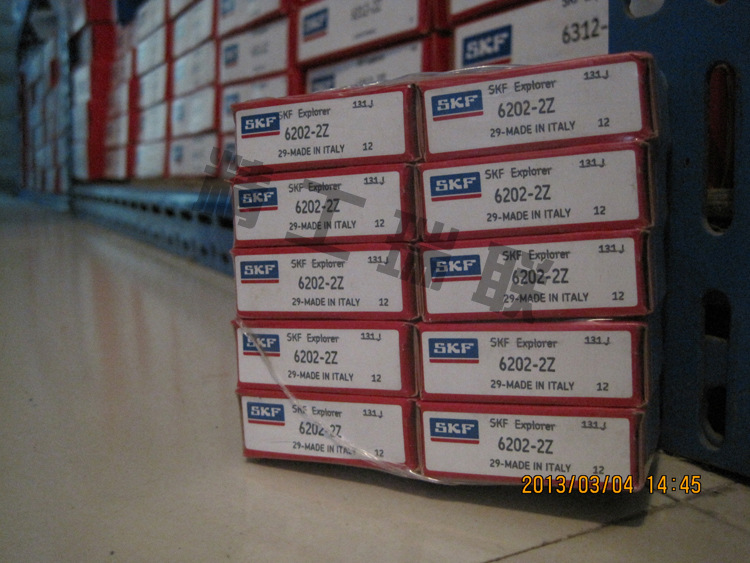 SKF
6312-
SKF SKF Explorer 131J
6202-2Z
29-MADE IN ITALY 12
SKF SKF Explorer 131J
6202-2Z
29-MADE IN ITALY 12
SKF SKF Explorer 131J
6202-2Z
29-MADE IN ITALY 12
SKF SKF Explorer 131J
6202-2Z
29-MADE IN ITALY 12
SKF SKF Explorer 131J
6202-2Z
29-MADE IN ITALY 12
SKF SKF Explorer 131J
6202-2Z
29-MADE IN ITALY 12
SKF SKF Explorer 131J
6202-2Z
29-MADE IN ITALY 12
SKF SKF Explorer 131J
6202-2Z
29-MADE IN ITALY 12
SKF SKF Explorer 131J
6202-2Z
29-MADE IN ITALY 12
SKF SKF Explorer 131J
6202-2Z
29-MADE IN ITALY 12
精工瑞联
2013/03/04 14:45